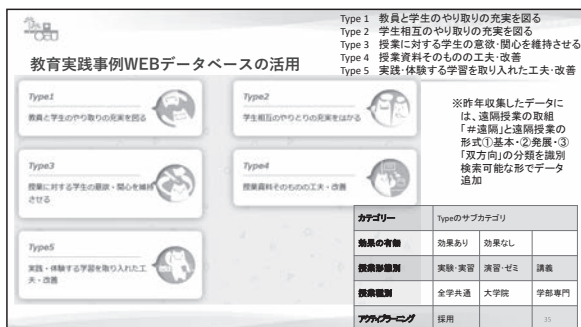 Type 1 教員と学生のやり取りの充実を図る
Type 2 学生相互のやり取りの充実を図る
Type 3 授業に対する学生の意欲・関心を維持させる
Type 4 授業資料そのものの工夫・改善
Type 5 実践・体験する学習を取り入れた工夫・改善
教育実践事例WEBデータベースの活用
Type1
教員と学生のやり取りの充実を図る
Type2
学生相互のやりとりの充実をはかる
Type3
授業に対する学生の意欲・関心を維持
させる
Type4
授業資料そのものの工夫・改善
Type5
実践・体験する学習を取り入れた工
夫・改善
※昨年収集したデータに
は、遠隔授業の取組
「＃遠隔」と遠隔授業の
形式①基本・②発展・③
「双方向」の分類を識別
検索可能な形でデータ
追加
カテゴリー Typeのサブカテゴリ
効果の有無 効果あり 効果なし
授業形態別 実験・実習 演習・ゼミ 講義
授業種別 全学共通 大学院 学部専門
アクティブラーニング 採用
35